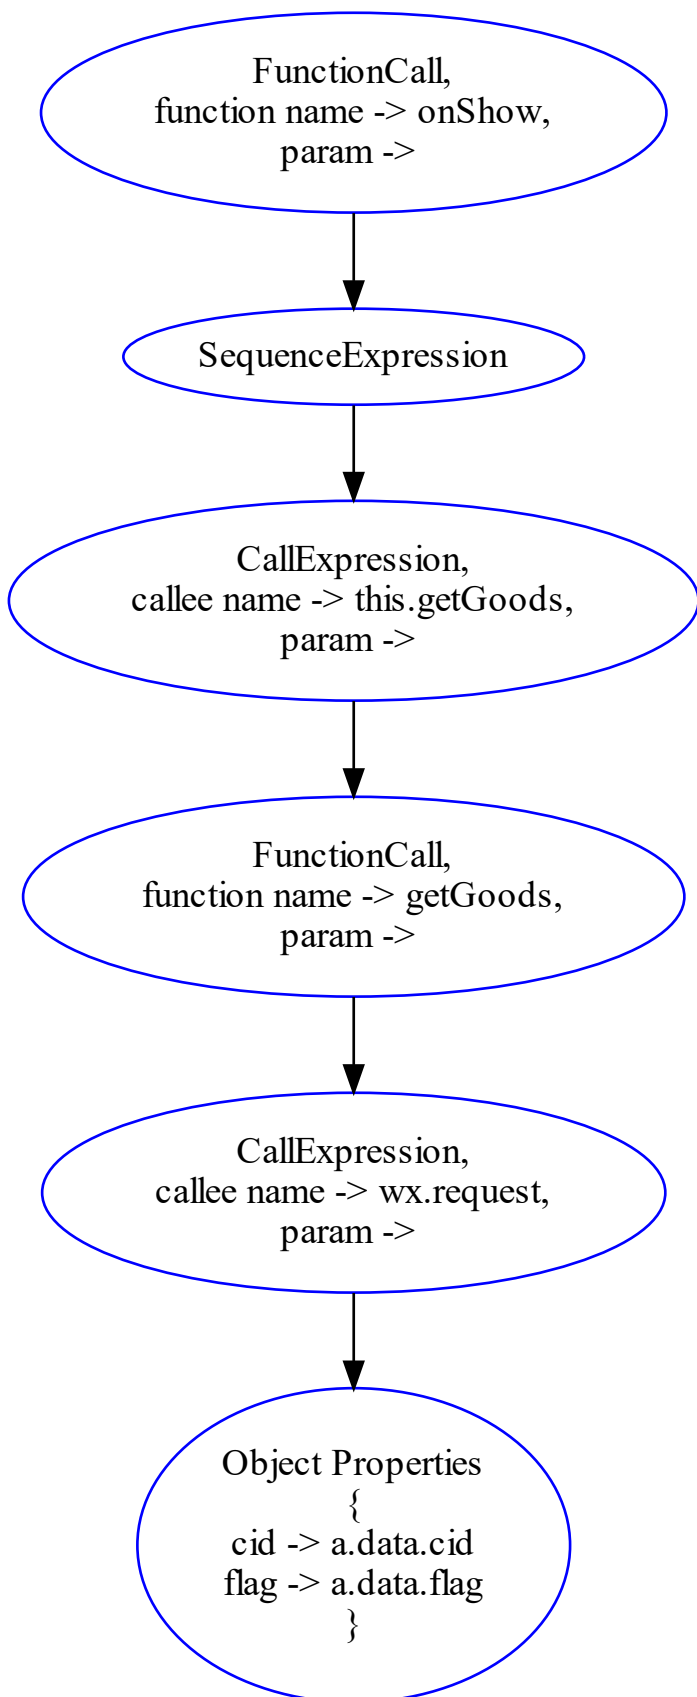 FunctionCall,
function name -> onShow,
param ->
SequenceExpression
CallExpression,
callee name -> this.getGoods,
param ->
FunctionCall,
function name -> getGoods,
param ->
CallExpression,
callee name -> wx.request,
param ->
Object Properties
{
cid -> a.data.cid
flag -> a.data.flag
}